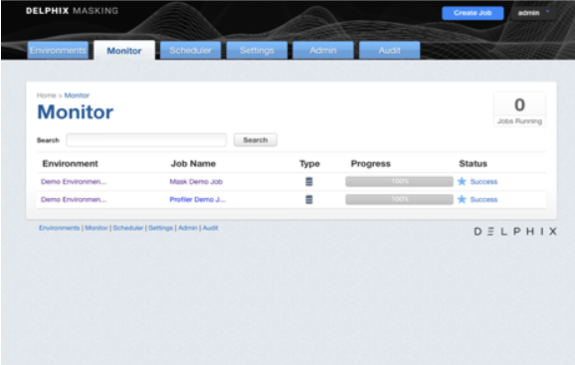 DELPHIX MASKING
Create Job
admin
Environments Monitor Scheduler Settings Admin Audit
Home > Monitor
Monitor
0
Jobs Running
Search Search
Environment Job Name Type Progress Status
Demo Environmen... Mask Demo Job 100% Success
Demo Environmen... Profiler Demo J... 100% Success
Environments | Monitor | Scheduler | Settings | Admin | Audit
DELPHIX